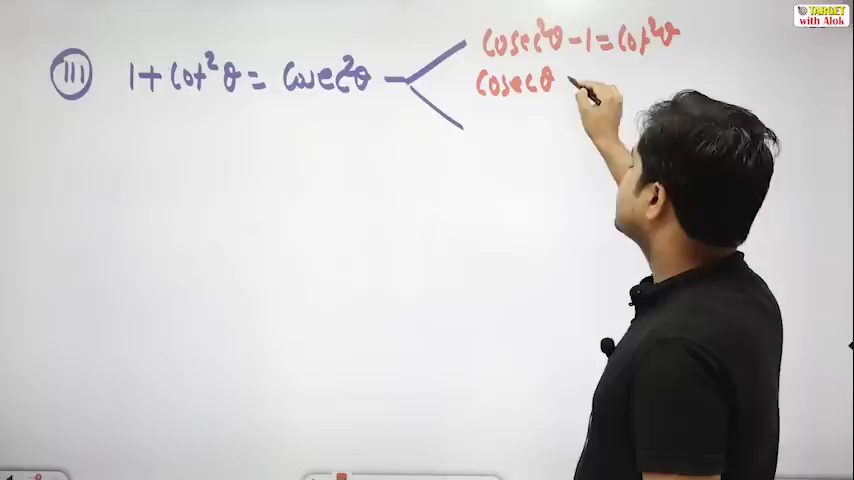 TARGET
with Alok
III 1 + cot²θ = cosec²θ
cosec²θ - 1 = cot²θ
cosecθ